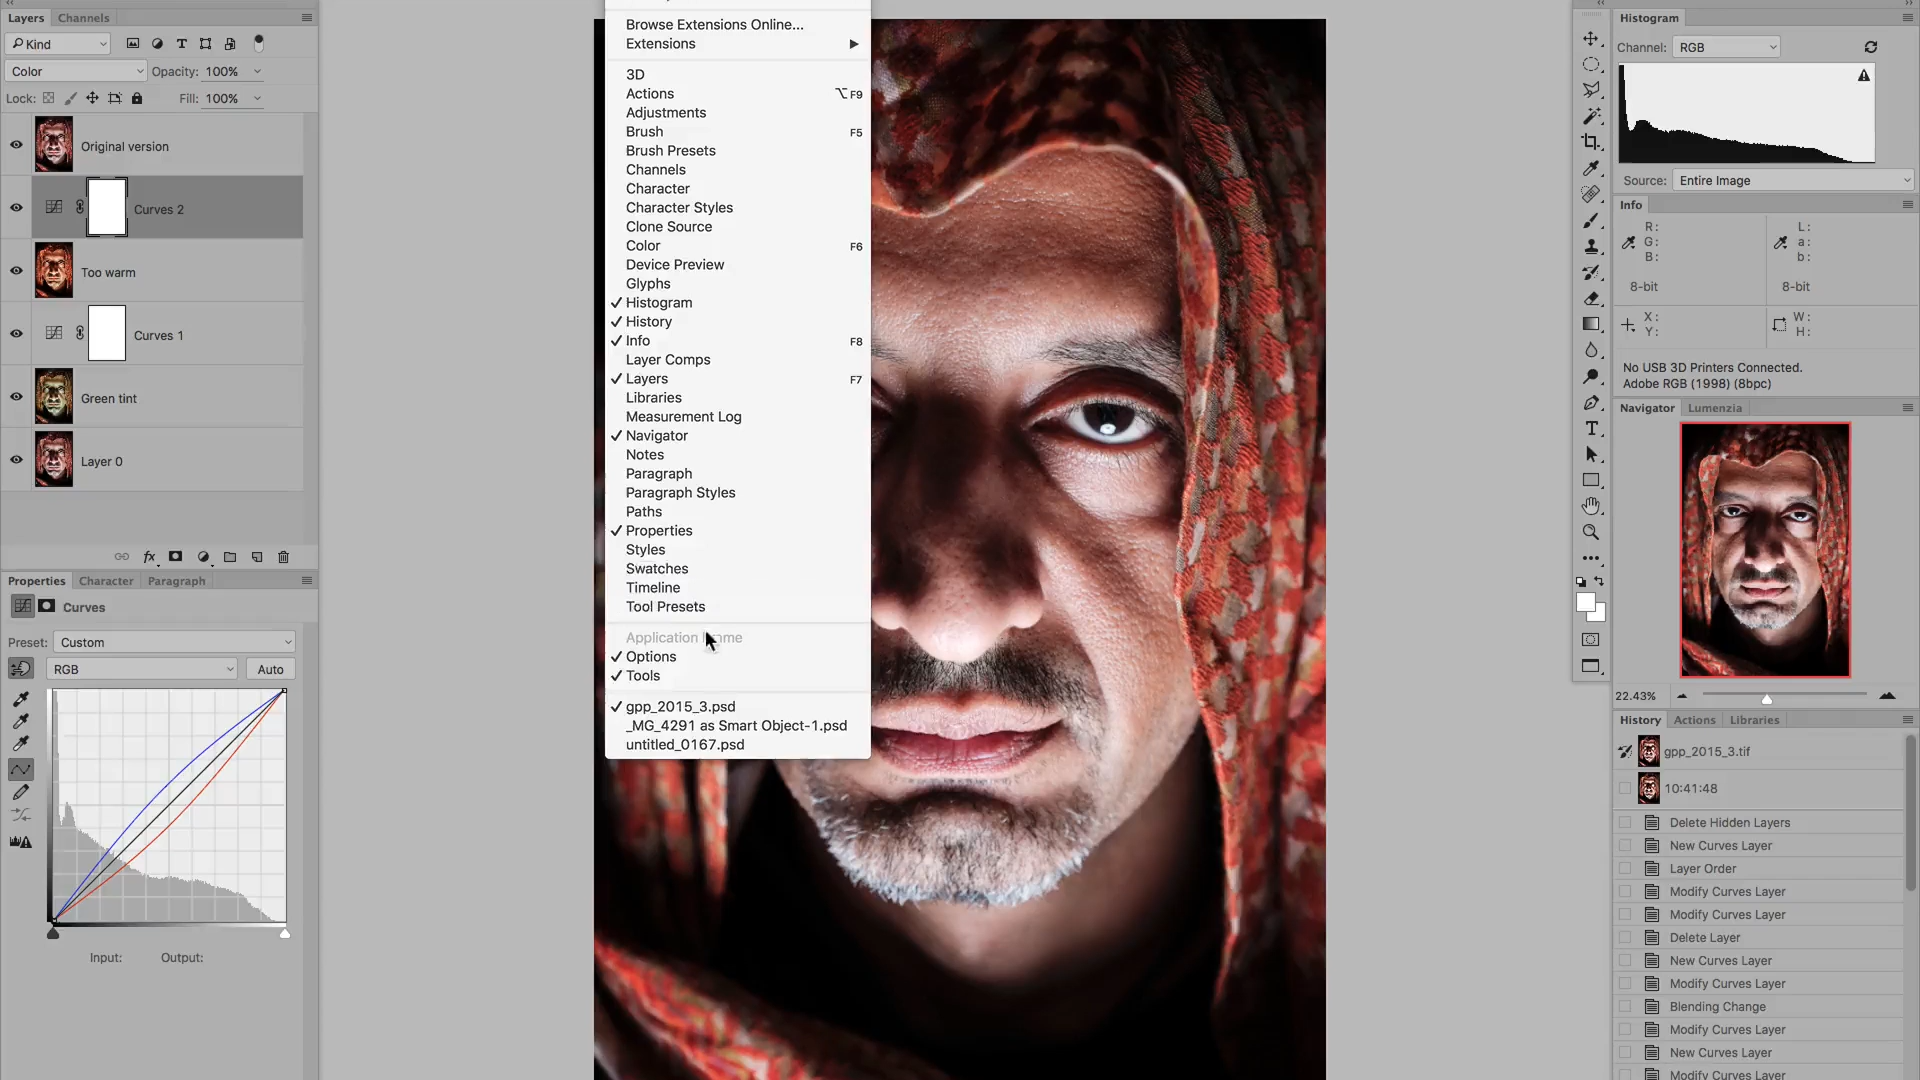 Layers
Channels
Kind
Color
Opacity: 100%
Lock:
Fill: 100%
Original version
Curves 2
Too warm
Curves 1
Green tint
Layer 0
fx
Properties
Character
Paragraph
Curves
Preset: Custom
RGB
Auto
Input:
Output:
Browse Extensions Online...
Extensions
3D
Actions ⌥F9
Adjustments
Brush F5
Brush Presets
Channels
Character
Character Styles
Clone Source
Color F6
Device Preview
Glyphs
✓ Histogram
✓ History
✓ Info F8
Layer Comps
✓ Layers F7
Libraries
Measurement Log
✓ Navigator
Notes
Paragraph
Paragraph Styles
Paths
✓ Properties
Styles
Swatches
Timeline
Tool Presets
Application
✓ Options
✓ Tools
✓ gpp_2015_3.psd
_MG_4291 as Smart Object-1.psd
untitled_0167.psd
Histogram
Channel: RGB
Source: Entire Image
Info
R:
G:
B:
L:
a:
b:
8-bit
8-bit
X:
Y:
W:
H:
No USB 3D Printers Connected.
Adobe RGB (1998) (8bpc)
Navigator
Lumenzia
22.43%
History
Actions
Libraries
gpp_2015_3.tif
10:41:48
Delete Hidden Layers
New Curves Layer
Layer Order
Modify Curves Layer
Modify Curves Layer
Delete Layer
New Curves Layer
Modify Curves Layer
Blending Change
Modify Curves Layer
New Curves Layer
Modify Curves Layer